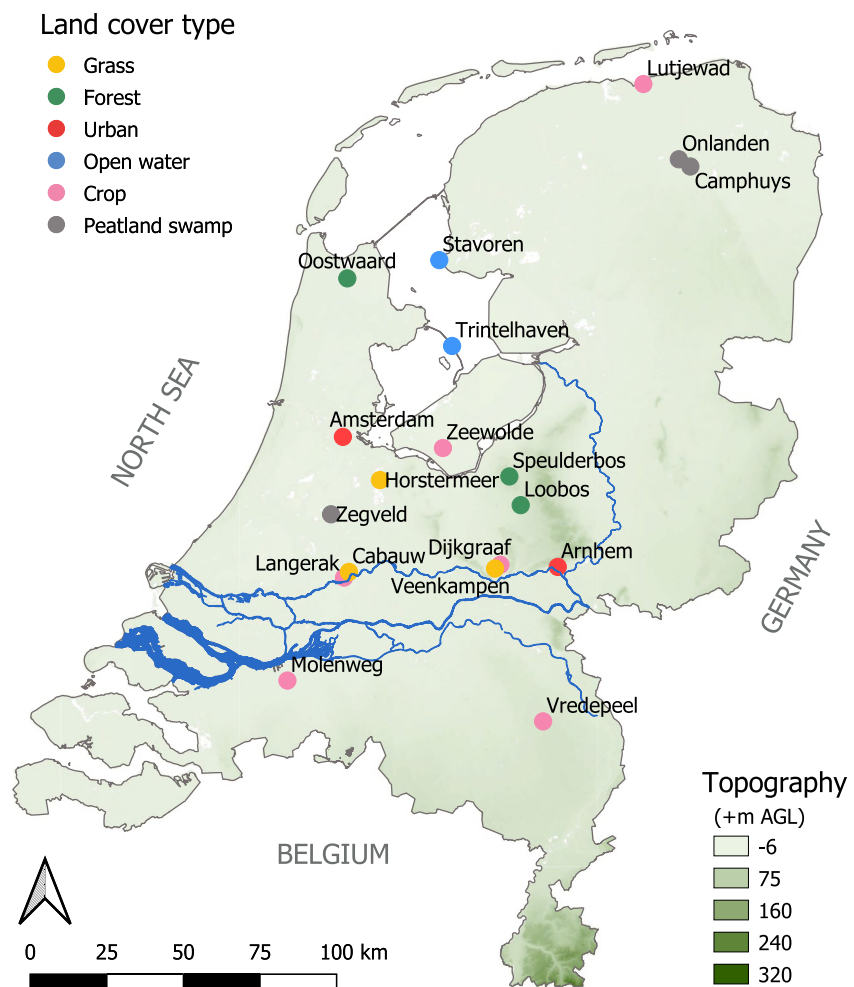 Land cover type
Grass
Forest
Urban
Open water
Crop
Peatland swamp
Lutjewad
Onlanden
Camphuys
Stavoren
Oostwaard
Trintelhaven
NORTH SEA
Amsterdam
Zeewolde
Speulderbos
Horstermeer
Loobos
Zegveld
Dijkgraaf
Arnhem
Langerak
Cabauw
Veenkampen
GERMANY
Molenweg
Vredepeel
BELGIUM
Topography
(+m AGL)
-6
75
160
240
320
0 25 50 75 100 km